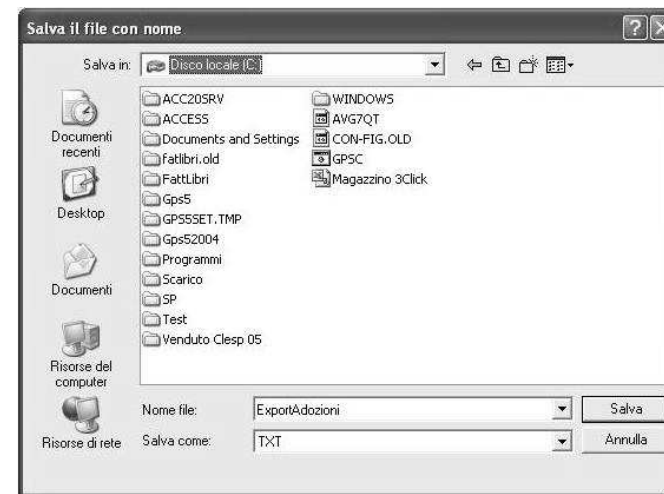 Salva il file con nome
Salva in: Disco locale (C:)
Documenti recenti
Desktop
Documenti
Risorse del computer
Risorse di rete
ACC20SRV
ACCESS
Documents and Settings
fatlibri.old
FattLibri
Gps5
GPS5SET.TMP
Gps52004
Programmi
Scarico
SP
Test
Venduto Clesp 05
WINDOWS
AVG7QT
CON-FIG.OLD
GPSC
Magazzino 3Click
Nome file: ExportAdozioni Salva
Salva come: TXT Annulla